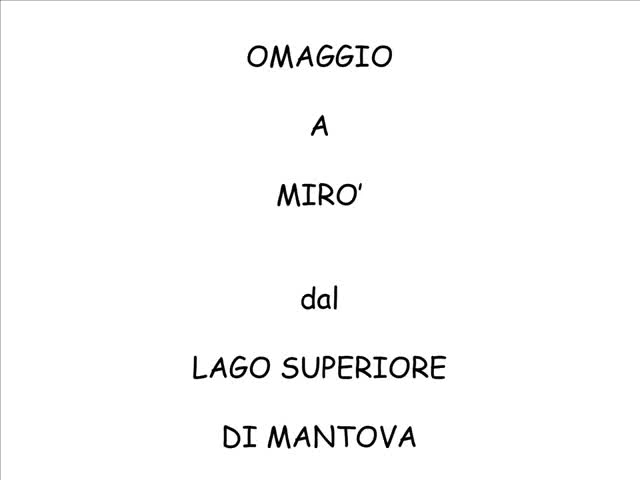 OMAGGIO
A
MIRO'
dal
LAGO SUPERIORE
DI MANTOVA